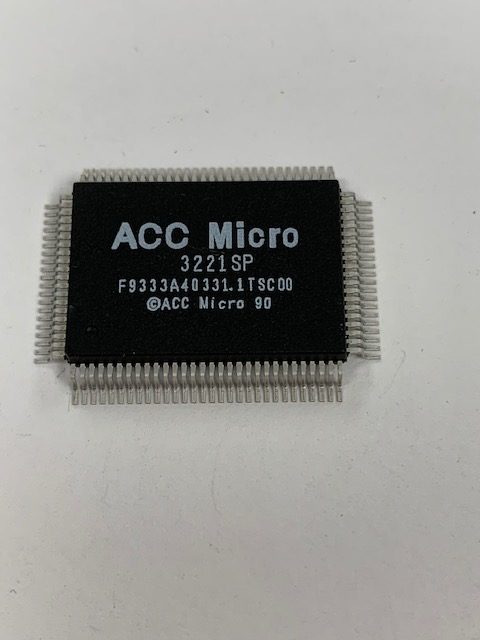 ACC Micro
3221SP
F9333A40331.1TSC00
©ACC Micro 90